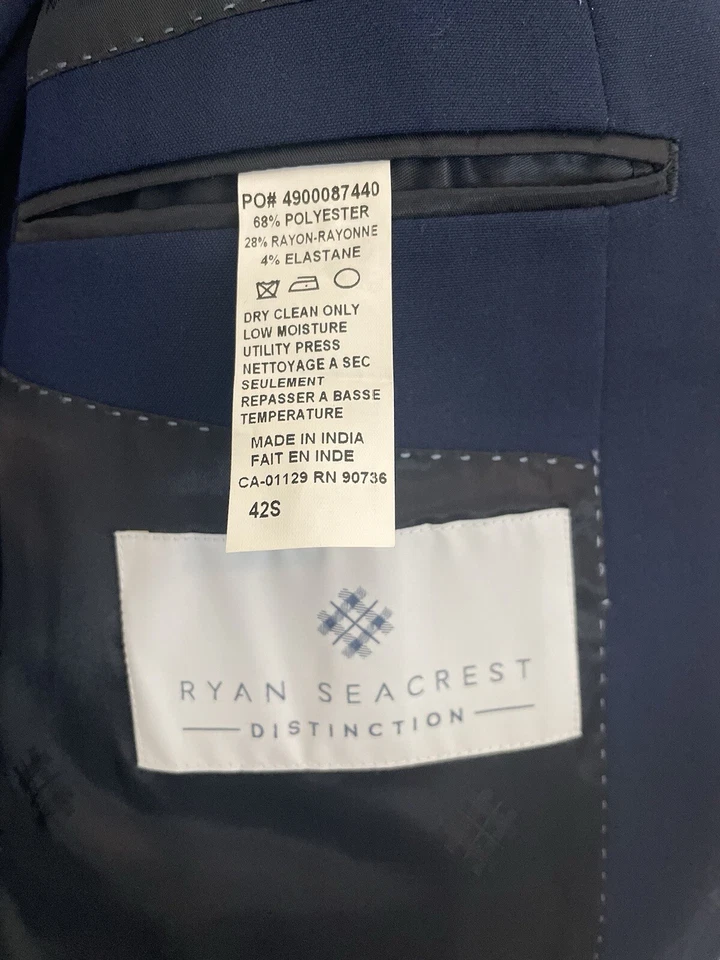 PO# 4900087440
68% POLYESTER
28% RAYON-RAYONNE
4% ELASTANE
DRY CLEAN ONLY
LOW MOISTURE
UTILITY PRESS
NETTOYAGE A SEC
SEULEMENT
REPASSER A BASSE
TEMPERATURE
MADE IN INDIA
FAIT EN INDE
CA-01129 RN 90736
42S
RYAN SEACREST
DISTINCTION